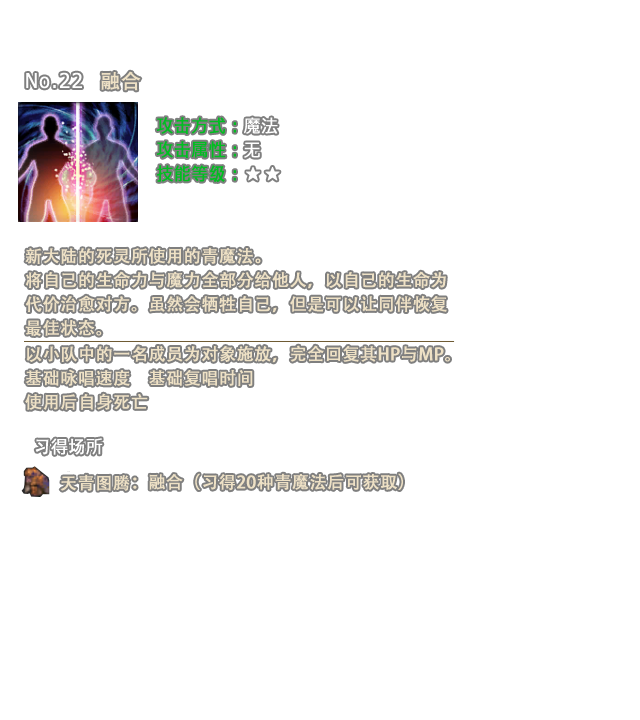 No.22 融合
攻击方式：魔法
攻击属性：无
技能等级：★★
新大陆的死灵所使用的青魔法。
将自己的生命力与魔力全部分给他人，以自己的生命为
代价治愈对方。虽然会牺牲自己，但是可以让同伴恢复
最佳状态。
以小队中的一名成员为对象施放，完全回复其HP与MP。
基础咏唱速度 基础复唱时间
使用后自身死亡
习得场所
天青图腾：融合（习得20种青魔法后可获取）